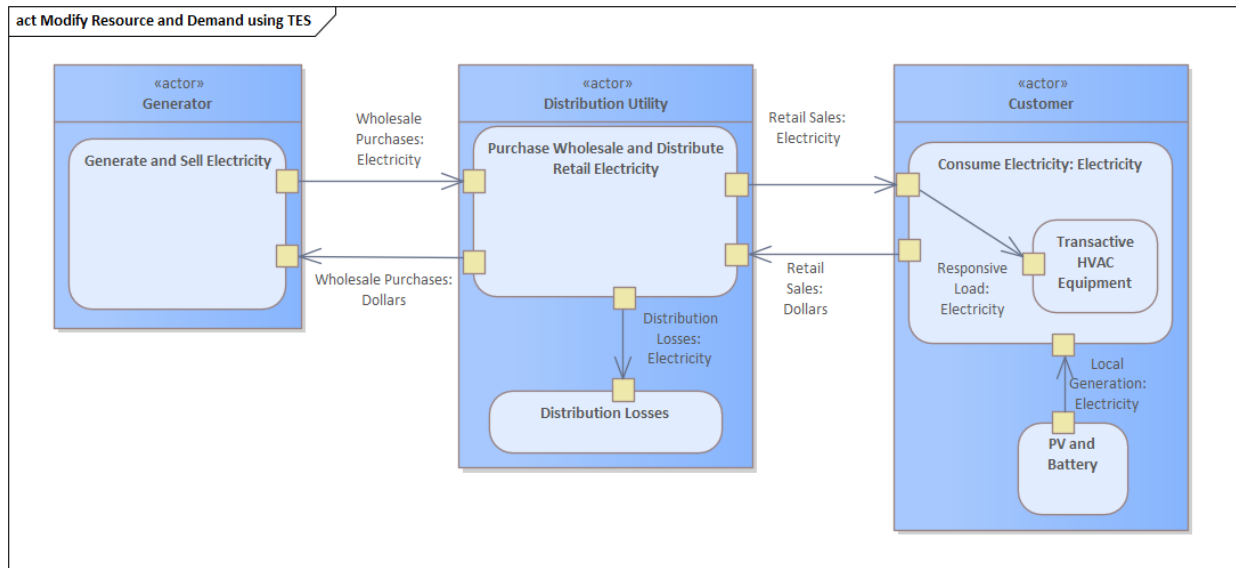 act Modify Resource and Demand using TES
«actor»
Generator
Generate and Sell Electricity
Wholesale
Purchases:
Electricity
Wholesale Purchases:
Dollars
«actor»
Distribution Utility
Purchase Wholesale and Distribute
Retail Electricity
Distribution
Losses:
Electricity
Distribution Losses
Retail Sales:
Electricity
Retail
Sales:
Dollars
«actor»
Customer
Consume Electricity: Electricity
Transactive
HVAC
Equipment
Responsive
Load:
Electricity
Local
Generation:
Electricity
PV and
Battery